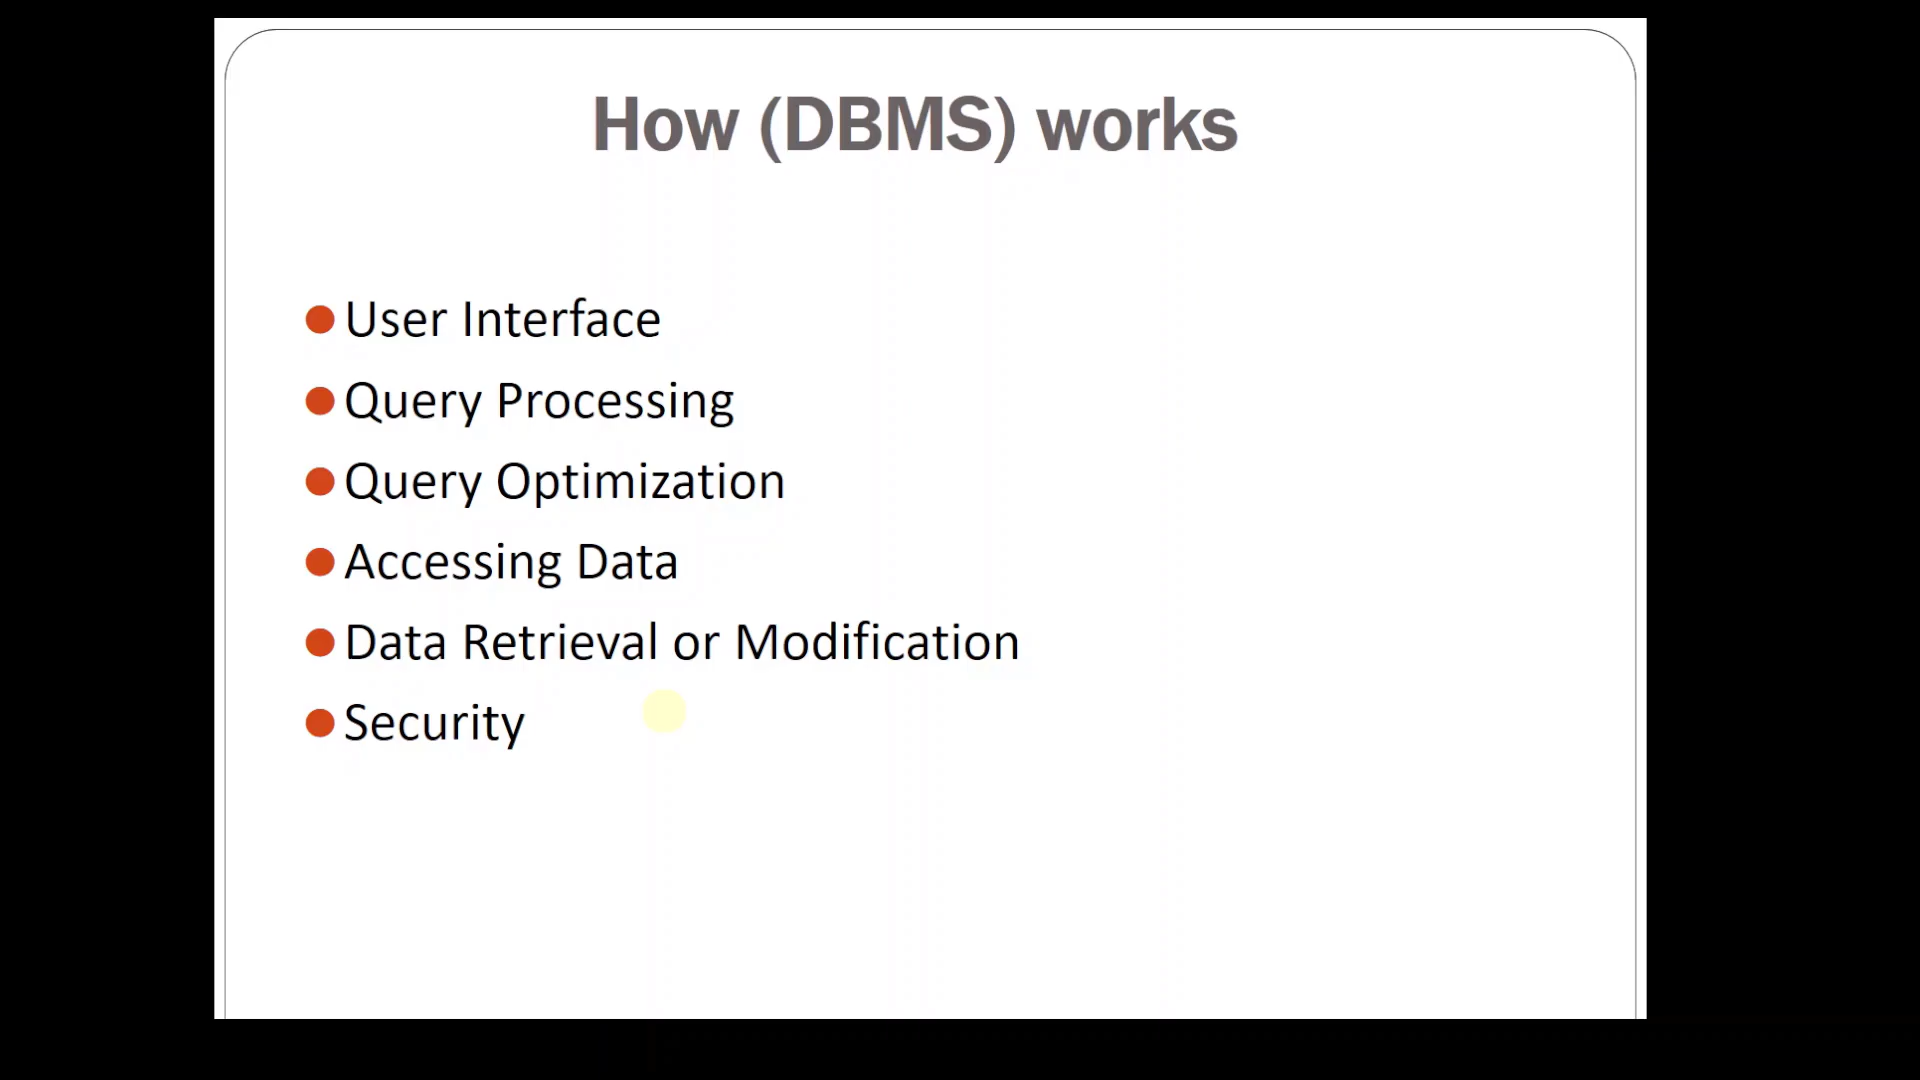 How (DBMS) works
User Interface
Query Processing
Query Optimization
Accessing Data
Data Retrieval or Modification
Security